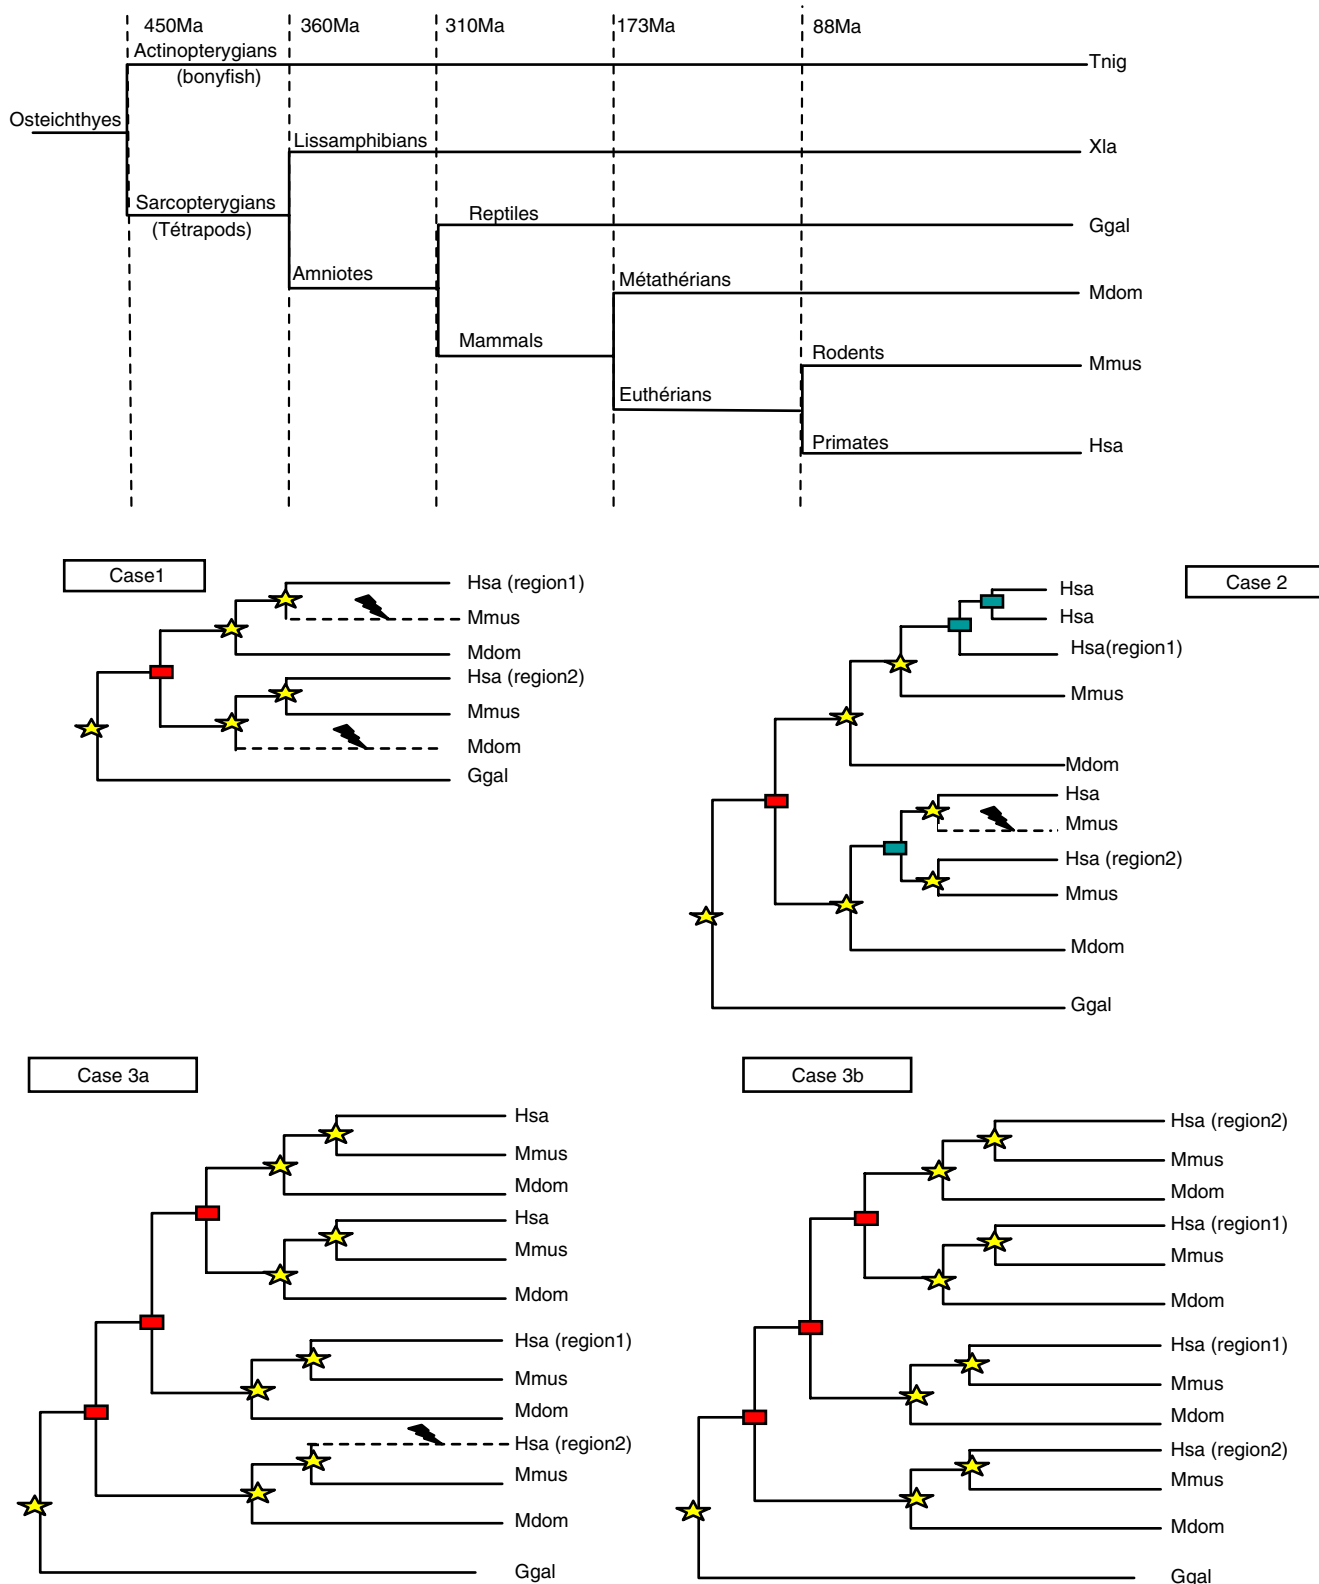 450Ma 360Ma 310Ma 173Ma 88Ma
Actinopterygians
(bonyfish)
Tnig
Osteichthyes
Lissamphibians
Xla
Sarcopterygians
(Tétrapods)
Reptiles
Ggal
Amniotes
Métathérians
Mdom
Mammals
Rodents
Mmus
Euthérians
Primates
Hsa
Case1
Hsa (region1)
Mmus
Mdom
Hsa (region2)
Mmus
Mdom
Ggal
Case 2
Hsa
Hsa
Hsa(region1)
Mmus
Mdom
Hsa
Mmus
Hsa (region2)
Mmus
Mdom
Ggal
Case 3a
Hsa
Mmus
Mdom
Hsa
Mmus
Mdom
Hsa (region1)
Mmus
Mdom
Hsa (region2)
Mmus
Mdom
Ggal
Case 3b
Hsa (region2)
Mmus
Mdom
Hsa (region1)
Mmus
Mdom
Hsa (region1)
Mmus
Mdom
Hsa (region2)
Mmus
Mdom
Ggal